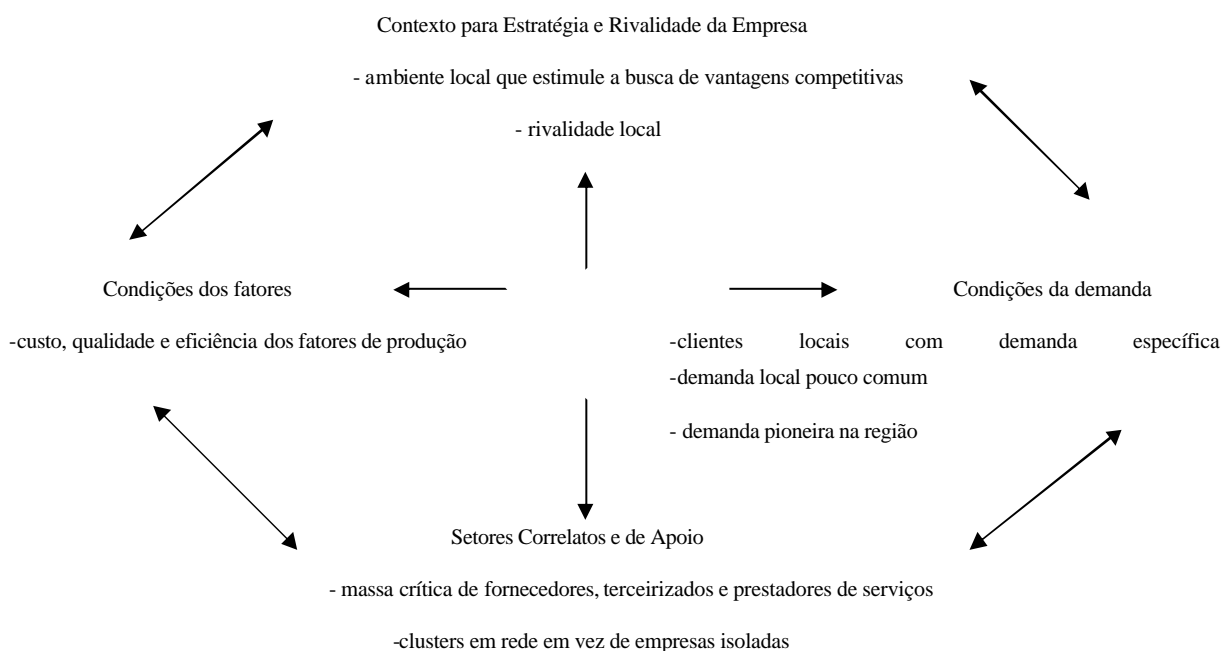 Contexto para Estratégia e Rivalidade da Empresa
- ambiente local que estimule a busca de vantagens competitivas
- rivalidade local
Condições dos fatores
-custo, qualidade e eficiência dos fatores de produção
Condições da demanda
-clientes locais com demanda específica
-demanda local pouco comum
- demanda pioneira na região
Setores Correlatos e de Apoio
- massa crítica de fornecedores, terceirizados e prestadores de serviços
-clusters em rede em vez de empresas isoladas